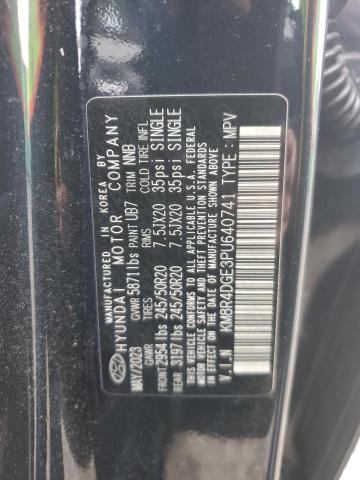 MFD. BY
IN KOREA
HYUNDAI MOTOR COMPANY
MAY/2023 GVWR 5871lbs PAINT UB7 TRIM NNB
GAWR RIMS COLD TIRE INFL
FRONT 2954lbs 245/50R20 7.5JX20 35psi SINGLE
REAR 3197lbs 245/50R20 7.5JX20 35psi SINGLE
THIS VEHICLE CONFORMS TO ALL APPLICABLE U.S.A. FEDERAL
MOTOR VEHICLE SAFETY, BUMPER, AND THEFT PREVENTION
STANDARDS IN EFFECT ON THE DATE OF MANUFACTURE SHOWN ABOVE.
V.I.N KM8R4DGE3PU640741 TYPE : MPV